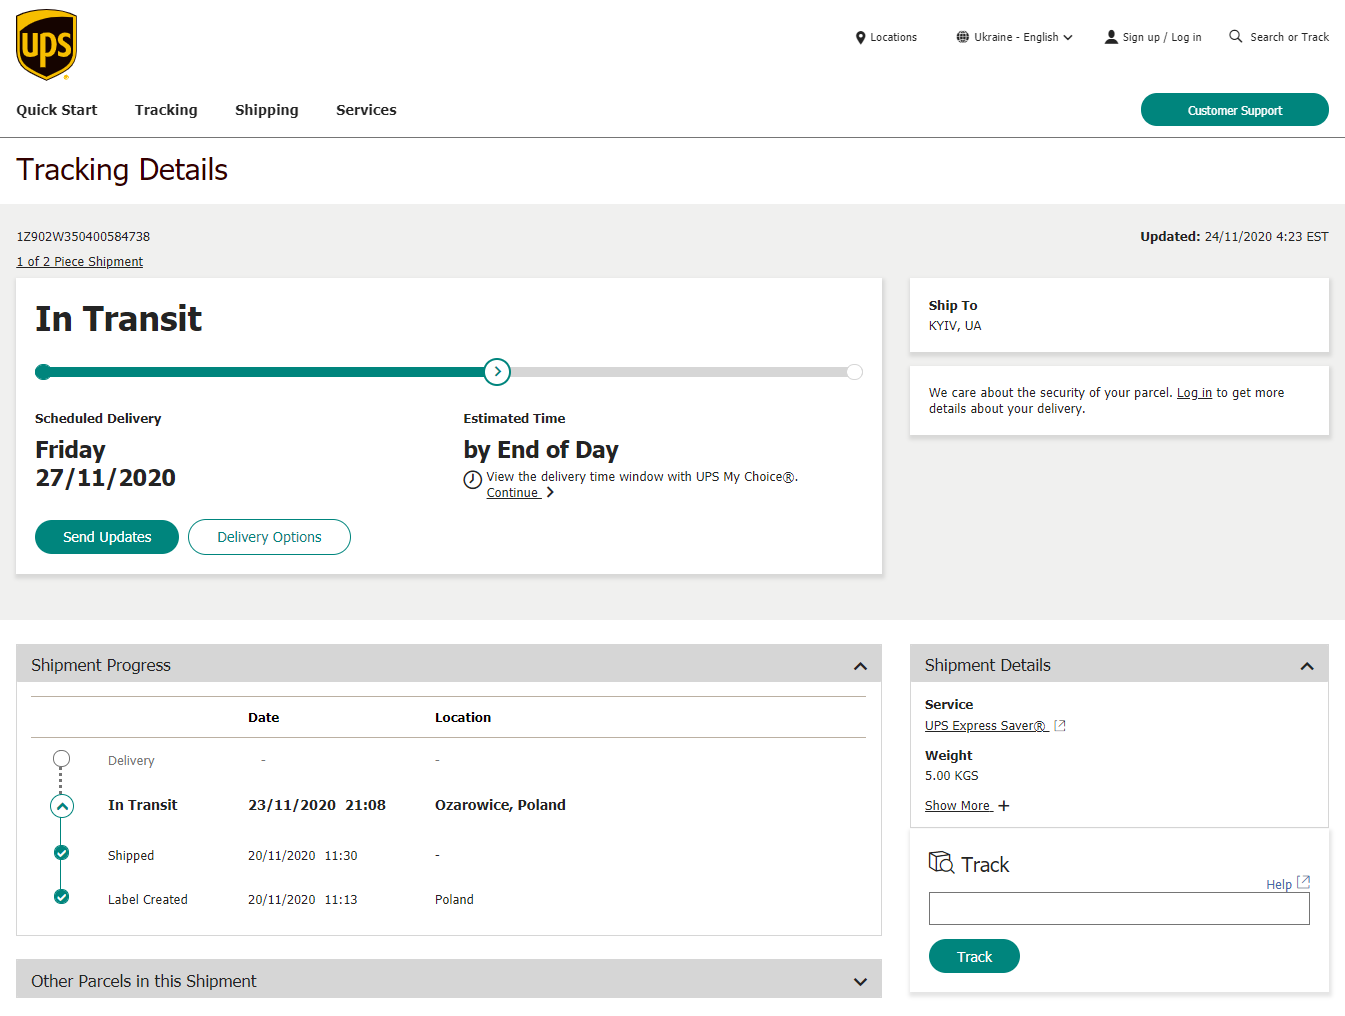 ups
Locations
Ukraine - English
Sign up / Log in
Search or Track
Quick Start
Tracking
Shipping
Services
Customer Support
Tracking Details
1Z902W350400584738
Updated: 24/11/2020 4:23 EST
1 of 2 Piece Shipment
In Transit
Scheduled Delivery
Friday
27/11/2020
Estimated Time
by End of Day
View the delivery time window with UPS My Choice®.
Continue
Send Updates
Delivery Options
Ship To
KYIV, UA
We care about the security of your parcel. Log in to get more
details about your delivery.
Shipment Progress
Date Location
Delivery - -
In Transit 23/11/2020 21:08 Ozarowice, Poland
Shipped 20/11/2020 11:30 -
Label Created 20/11/2020 11:13 Poland
Other Parcels in this Shipment
Shipment Details
Service
UPS Express Saver®
Weight
5.00 KGS
Show More +
Track
Help
Track